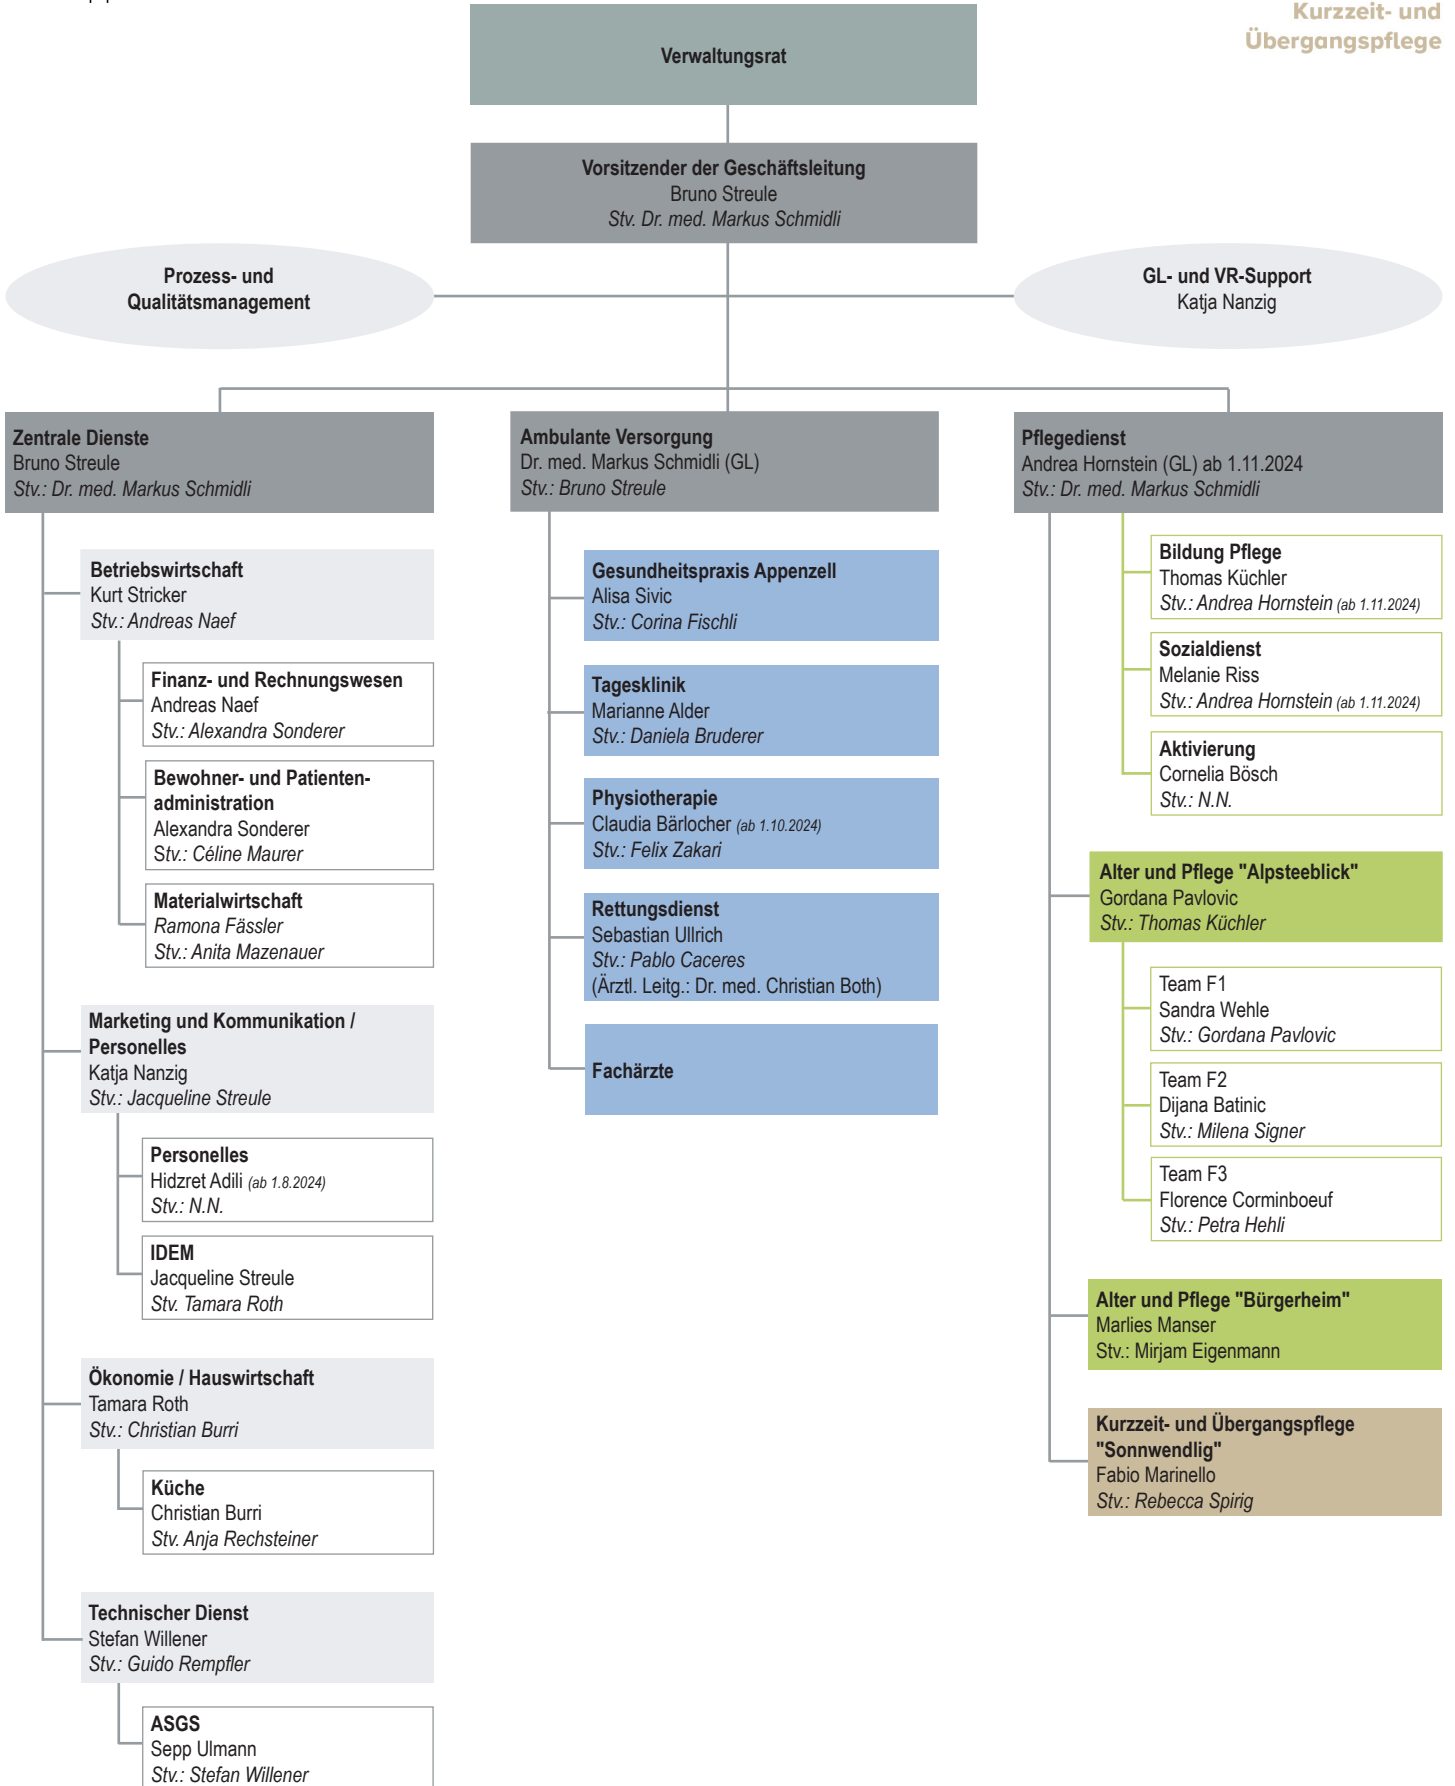 Kurzzeit- und
Übergangspflege
Verwaltungsrat
Vorsitzender der Geschäftsleitung
Bruno Streule
Stv. Dr. med. Markus Schmidli
Prozess- und
Qualitätsmanagement
GL- und VR-Support
Katja Nanzig
Zentrale Dienste
Bruno Streule
Stv.: Dr. med. Markus Schmidli
Betriebswirtschaft
Kurt Stricker
Stv.: Andreas Naef
Finanz- und Rechnungswesen
Andreas Naef
Stv.: Alexandra Sonderer
Bewohner- und Patienten-
administration
Alexandra Sonderer
Stv.: Céline Maurer
Materialwirtschaft
Ramona Fässler
Stv.: Anita Mazenauer
Marketing und Kommunikation /
Personelles
Katja Nanzig
Stv.: Jacqueline Streule
Personelles
Hidzret Adili (ab 1.8.2024)
Stv.: N.N.
IDEM
Jacqueline Streule
Stv. Tamara Roth
Ökonomie / Hauswirtschaft
Tamara Roth
Stv.: Christian Burri
Küche
Christian Burri
Stv. Anja Rechsteiner
Technischer Dienst
Stefan Willener
Stv.: Guido Rempfler
ASGS
Sepp Ulmann
Stv.: Stefan Willener
Ambulante Versorgung
Dr. med. Markus Schmidli (GL)
Stv.: Bruno Streule
Gesundheitspraxis Appenzell
Alisa Sivic
Stv.: Corina Fischli
Tagesklinik
Marianne Alder
Stv.: Daniela Bruderer
Physiotherapie
Claudia Bärlocher (ab 1.10.2024)
Stv.: Felix Zakari
Rettungsdienst
Sebastian Ullrich
Stv.: Pablo Caceres
(Ärztl. Leitg.: Dr. med. Christian Both)
Fachärzte
Pflegedienst
Andrea Hornstein (GL) ab 1.11.2024
Stv.: Dr. med. Markus Schmidli
Bildung Pflege
Thomas Küchler
Stv.: Andrea Hornstein (ab 1.11.2024)
Sozialdienst
Melanie Riss
Stv.: Andrea Hornstein (ab 1.11.2024)
Aktivierung
Cornelia Bösch
Stv.: N.N.
Alter und Pflege "Alpsteeblick"
Gordana Pavlovic
Stv.: Thomas Küchler
Team F1
Sandra Wehle
Stv.: Gordana Pavlovic
Team F2
Dijana Batinic
Stv.: Milena Signer
Team F3
Florence Corminboeuf
Stv.: Petra Hehli
Alter und Pflege "Bürgerheim"
Marlies Manser
Stv.: Mirjam Eigenmann
Kurzzeit- und Übergangspflege
"Sonnwendlig"
Fabio Marinello
Stv.: Rebecca Spirig